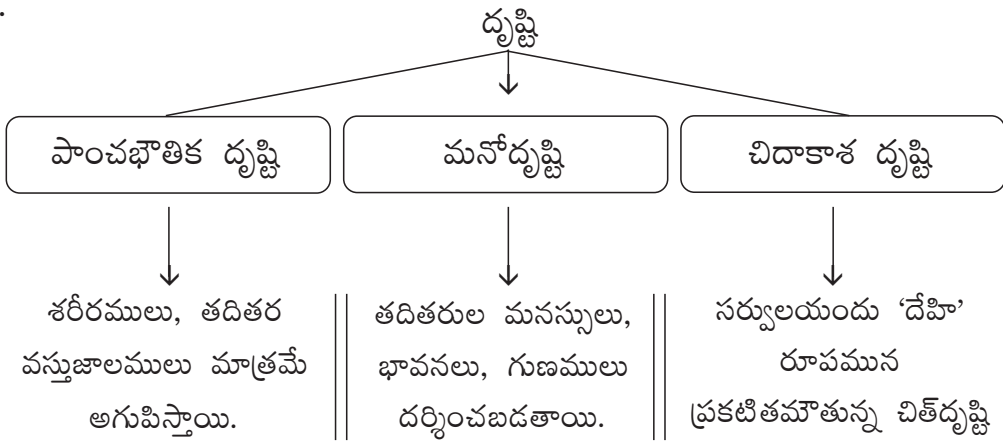 దృష్టి
పాంచభౌతిక దృష్టి
మనోదృష్టి
చిదాకాశ దృష్టి
శరీరములు, తదితర
వస్తుజాలములు మాత్రమే
అగుపిస్తాయి.
తదితరుల మనస్సులు,
భావనలు, గుణములు
దర్శించబడతాయి.
సర్వులయందు ‘దేహి’
రూపమున
ప్రకటితమౌతున్న చిత్‌దృష్టి